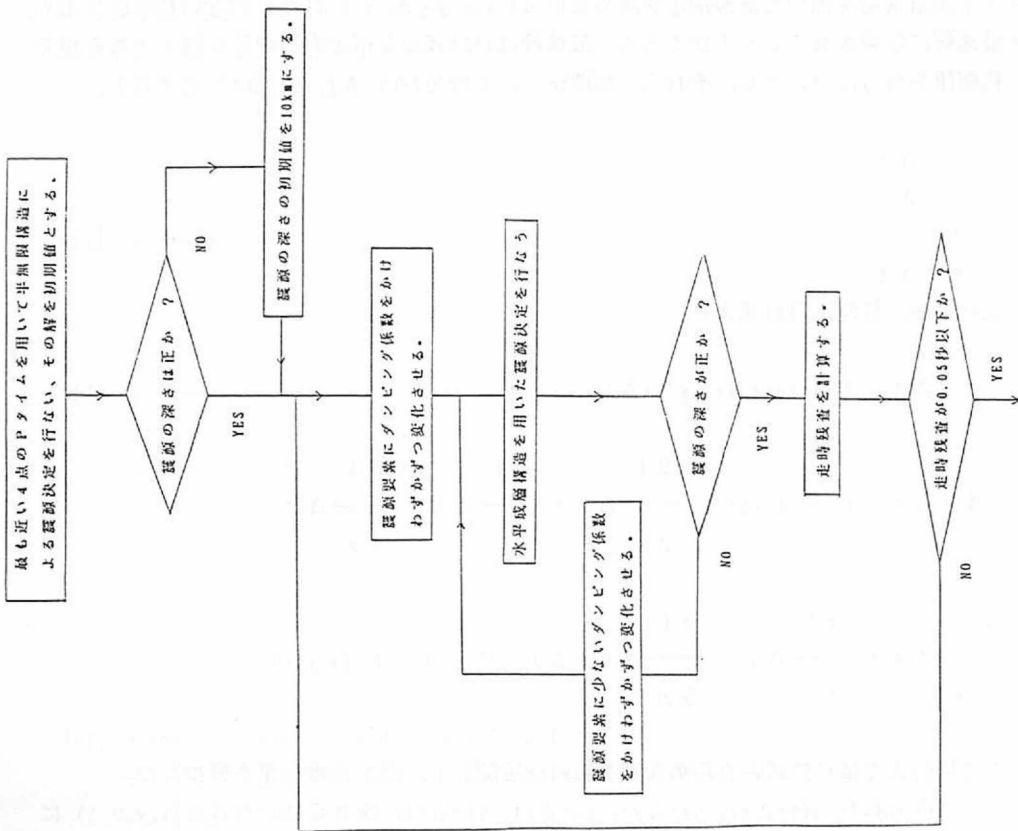 最も近い4点のPタイムを用いて半無限構造に
よる震源決定を行ない、その解を初期値とする。
震源の深さは正か ?
NO
震源の深さの初期値を10kmにする。
YES
震源要素にダンピング係数をかけ
わずかずつ変化させる。
水平成層構造を用いた震源決定を行なう
震源の深さが正か ?
NO
震源要素に少ないダンピング係数
をかけわずかずつ変化させる。
YES
走時残査を計算する。
走時残査が0.05秒以下か ?
NO
YES